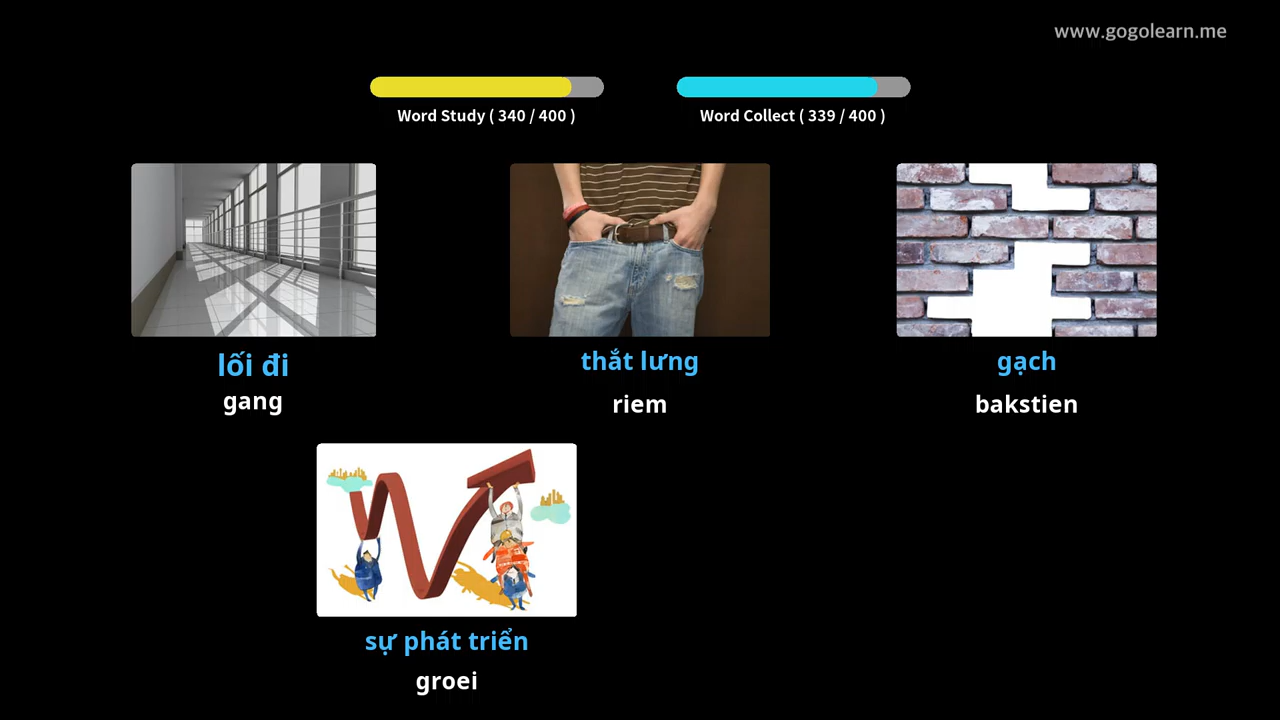 www.gogolearn.me
Word Study ( 340 / 400 )
Word Collect ( 339 / 400 )
lối đi
gang
thắt lưng
riem
gạch
bakstien
sự phát triển
groei